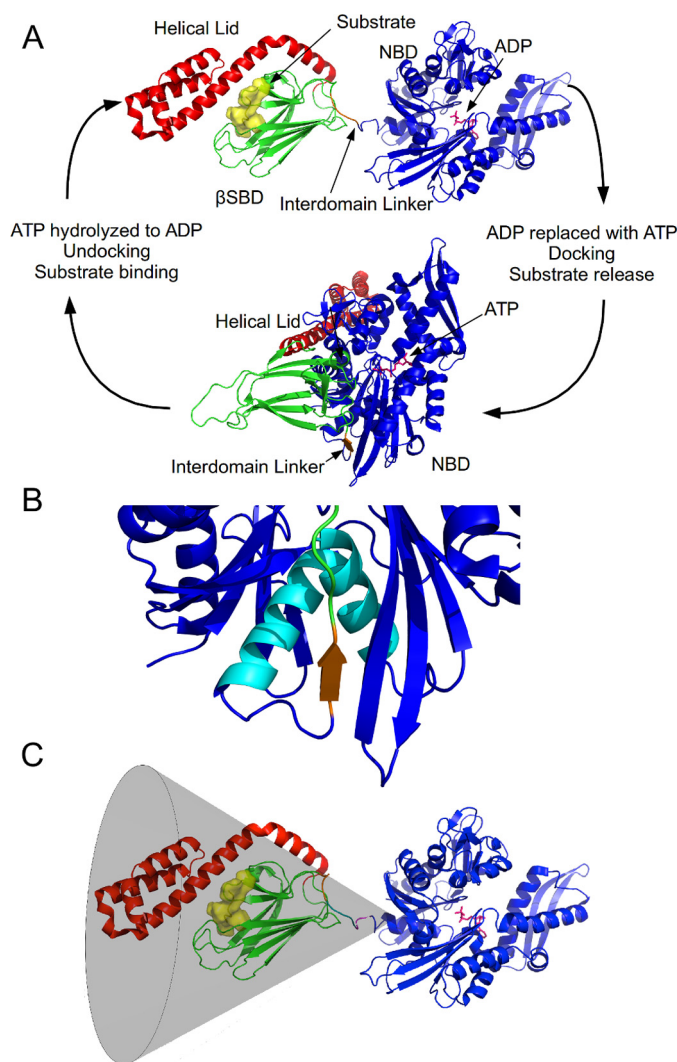 A
Helical Lid
Substrate
NBD
ADP
βSBD
Interdomain Linker
ATP hydrolyzed to ADP
Undocking
Substrate binding
ADP replaced with ATP
Docking
Substrate release
Helical Lid
ATP
Interdomain Linker
NBD
B
C